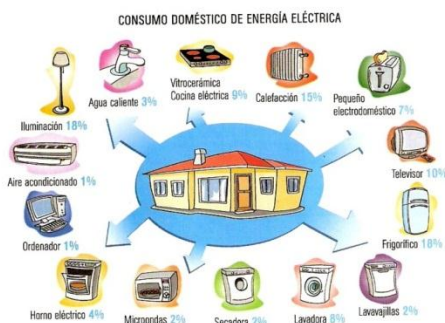 CONSUMO DOMÉSTICO DE ENERGÍA ELÉCTRICA
Agua caliente 3%
Vitrocerámica
Cocina eléctrica 9%
Calefacción 15%
Pequeño
electrodoméstico 7%
Iluminación 18%
Televisor 10%
Aire acondicionado 1%
Ordenador 1%
Frigorífico 18%
Horno eléctrico 4%
Microondas 2%
Secadora 2%
Lavadora 8%
Lavavajillas 2%